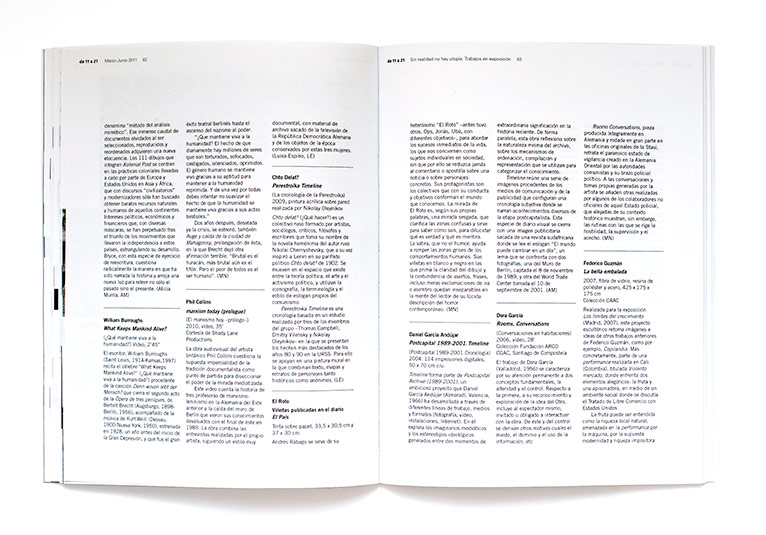 de 11 a 21 Marzo-Junio 2011 62
denomina "método del análisis
mimético". Ese inmenso caudal de
documentos olvidados al ser
seleccionados, reproducidos y
reordenados adquieren una nueva
elocuencia. Los 111 dibujos que
integran Kolonial Post se centran
en las prácticas coloniales llevadas
a cabo por parte de Europa y
Estados Unidos en Asia y África,
que con discursos "civilizatorios"
y modernizadores sólo han buscado
obtener baratos recursos naturales
y humanos de aquellos continentes.
Intereses políticos, económicos y
financieros que, con diversas
máscaras, se han perpetuado tras
el triunfo de los movimientos que
llevaron la independencia a estos
países, estrangulando su desarrollo.
Bryce, con esta especie de ejercicio
de reescritura, cuestiona
radicalmente la manera en que ha
sido narrada la historia y arroja una
nueva luz para releer no sólo el
pasado sino el presente. (Alicia
Murría, AM)
William Burroughs
What Keeps Mankind Alive?
(¿Qué mantiene viva a la
humanidad?) Vídeo, 2'45"
El escritor, William Burroughs
(Saint Louis, 1914/Kansas, 1997)
recita el célebre "What Keeps
Mankind Alive?" (¿Qué mantiene
viva a la humanidad?) procedente
de la canción Denn wovon lebt der
Mensch? que cierra el segundo acto
de la Ópera de tres peniques, de
Bertolt Brecht (Augsburgo, 1898-
Berlín, 1956), acompañado de la
música de Kurt Weill (Dessau,
1900-Nueva York, 1950), estrenada
en 1928, un año antes del inicio de
la Gran Depresión, y que fue el gran
éxito teatral berlinés hasta el
ascenso del nazismo al poder.
"¿Qué mantiene viva a la
humanidad? El hecho de que
diariamente hay millones de seres
que son torturados, sofocados,
castigados, silenciados, oprimidos.
El género humano se mantiene
vivo gracias a su aptitud para
mantener a la humanidad
reprimida. Y de una vez por todas
debes intentar no suavizar el
hecho de que la humanidad se
mantiene viva gracias a sus actos
bestiales."
Dos años después, desatada
ya la crisis, se estrenó, también
Auge y caída de la ciudad de
Mahagonny, prolongación de ésta,
en la que Brecht dejó otra
afirmación terrible. "Brutal es el
huracán, más brutal aún es el
tifón. Pero el peor de todos es el
ser humano". (MN)
Phil Collins
marxism today (prologue)
(El marxismo hoy -prólogo-)
2010, vídeo, 35'
Cortesía de Shady Lane
Productions
La obra audiovisual del artista
británico Phil Collins cuestiona la
supuesta imparcialidad de la
tradición documentalista como
punto de partida para diseccionar
el poder de la mirada mediatizada.
Este vídeo cuenta la historia de
tres profesoras de marxismo-
leninismo en la Alemania del Este
anterior a la caída del muro de
Berlín que vieron sus conocimientos
devaluados con el final de éste en
1989. La obra combina las
entrevistas realizadas por el propio
artista, siguiendo un estilo muy
documental, con material de
archivo sacado de la televisión de
la República Democrática Alemana
y de los objetos de la época
conservados por estas tres mujeres.
(Luisa Espino, LE)
Chto Delat?
Perestroika Timeline
(La cronología de la Perestroika)
2009, pintura acrílica sobre pared
realizada por Nikolay Oleynikov
Chto delat? (¿Qué hacer?) es un
colectivo ruso formado por artistas,
sociólogos, críticos, filósofos y
escritores que toma su nombre de
la novela homónima del autor ruso
Nikolai Chernyshevsky, que a su vez
inspiró a Lenin en su panfleto
político Chto delat? de 1902. Se
mueven en el espacio que existe
entre la teoría política, el arte y el
activismo político, y utilizan la
iconografía, la terminología y el
estilo de eslogan propios del
comunismo.
Perestroika Timeline es una
cronología basada en un estudio
realizado por tres de los miembros
del grupo -Thomas Campbell,
Dmitry Vilensky y Nikolay
Oleynikov- en la que se presentan
los hechos más destacados de los
años 80 y 90 en la URSS. Para ello
se apoyan en una pintura mural en
la que combinan texto, mapas y
retratos de personajes tanto
históricos como anónimos. (LE)
El Roto
Viñetas publicadas en el diario
El País
Tinta sobre papel, 33,5 x 30,5 cm y
37 x 30 cm
Andrés Rábago se sirve de su
de 11 a 21 Sin realidad no hay utopía. Trabajos en exposición 63
heterónimo "El Roto" -antes tuvo
otros, Ops, Jonás, Ubú, con
diferentes objetivos-, para abordar
los sucesos inmediatos de la vida,
los que nos conciernen como
sujetos individuales en sociedad,
sin que por ello se reduzca jamás
al comentario o apostilla sobre una
noticia o sobre personajes
concretos. Sus protagonistas son
los colectivos que con su conducta
y objetivos conforman el mundo
que conocemos. La mirada de
El Roto es, según sus propias
palabras, una mirada sesgada, que
clarifica las zonas confusas y sirve
para saber cómo son, para dilucidar
qué es verdad y qué es mentira.
La sátira, que no el humor, ayuda
a romper las zonas grises de los
comportamientos humanos. Sus
viñetas en blanco y negro en las
que prima la claridad del dibujo y
la contundencia de asertos, frases,
incluso meras exclamaciones de ira
o asombro quedan inseparables en
la mente del lector de su lúcida
descripción del horror
contemporáneo. (MN)
Daniel García Andújar
Postcapital 1989-2001. Timeline
(Postcapital 1989-2001. Cronología)
2004. 114 impresiones digitales,
50 x 70 cm c/u
Timeline forma parte de Postcapital
Archive (1989-2001), un
ambicioso proyecto que Daniel
García Andújar (Almoradí, Valencia,
1966) ha desarrollado a través de
diferentes líneas de trabajo, medios
y formatos (fotografía, vídeo,
instalaciones, Internet). En él
explora los imaginarios mediáticos
y los estereotipos ideológicos
generados entre dos momentos de
extraordinaria significación en la
historia reciente. De forma
paralela, esta obra reflexiona sobre
la naturaleza misma del archivo,
sobre los mecanismos de
ordenación, compilación y
representación que se utilizan para
categorizar el conocimiento.
Timeline reúne una serie de
imágenes procedentes de los
medios de comunicación y de la
publicidad que configuran una
cronología subjetiva donde se
hacen acontecimientos diversos de
la etapa postcapitalista. Esta
especie de diario visual se cierra
con una imagen publicitaria
sacada de una revista sudafricana
donde se lee el eslogan "El mundo
puede cambiar en un día", un
lema que se confronta con dos
fotografías, una del Muro de
Berlín, captada el 8 de noviembre
de 1989, y otra del World Trade
Center tomada el 10 de
septiembre de 2001. (AM)
Dora García
Rooms, Conversations
(Conversaciones en habitaciones)
2006, vídeo, 28'
Colección Fundación ARCO
CGAC, Santiago de Compostela
El trabajo de Dora García
(Valladolid, 1965) se caracteriza
por su atención permanente a dos
conceptos fundamentales, la
alteridad y el control. Respecto a
la primera, a su reconocimiento y
exploración de la idea del Otro,
incluye al espectador mismo,
invitado u obligado a interactuar
con la obra. De éste y del control
se derivan otros motivos cuales el
miedo, el dominio y el uso de la
información, etc.
Rooms Conversations, pieza
producida íntegramente en
Alemania y rodada en gran parte en
las oficinas originales de la Stasi,
retrata el paranoico estado de
vigilancia creado en la Alemania
Oriental por las autoridades
comunistas y su brazo policial
político. A las conversaciones y
tomas propias generadas por la
artista se añaden otras realizadas
por algunos de los colaboradores no
oficiales de aquel Estado policial,
que alejadas de su contexto
histórico muestran, sin embargo,
las rutinas con las que se rige la
hostilidad, la supervisión y el
acecho. (MN)
Federico Guzmán
La bella embalada
2007, fibra de vidrio, resina de
poliéster y acero, 425 x 175 x
175 cm
Colección CAAC
Realizada para la exposición
Los límites del crecimiento
(Madrid, 2007), este proyecto
escultórico retoma imágenes e
ideas de otros trabajos anteriores
de Federico Guzmán, como por
ejemplo, Copilandia. Más
concretamente, parte de una
performance realizada en Cali
(Colombia), titulada Violento
mercado, donde enfrenta dos
elementos alegóricos: la fruta y
una apisonadora, en medio de un
ambiente social donde se discutía
el Tratado de Libre Comercio con
Estados Unidos.
La fruta puede ser entendida
como la riqueza local natural,
amenazada en la performance por
la máquina, por la supuesta
modernidad y riqueza impositora